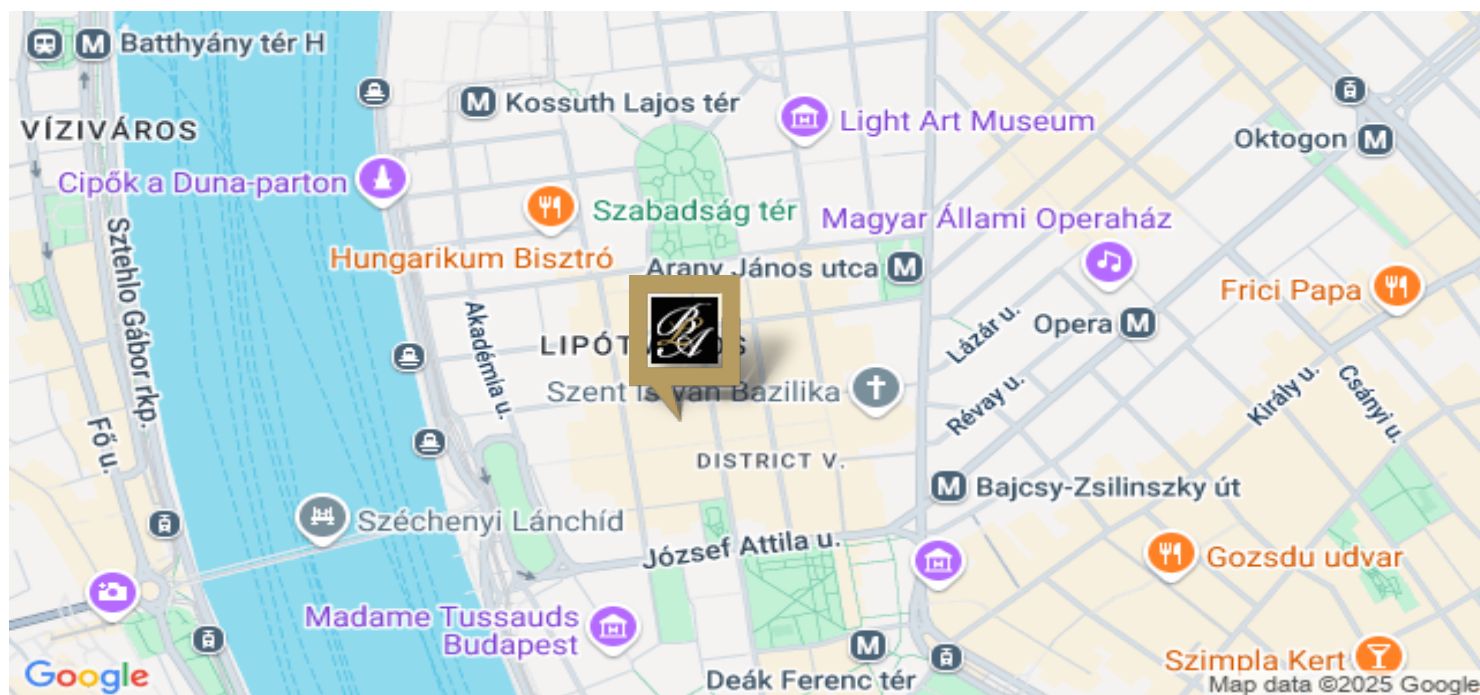 Batthyány tér H
M
M
Kossuth Lajos tér
VÍZIVÁROS
Light Art Museum
Oktogon M
Cipők a Duna-parton
Szabadság tér
Magyar Állami Operaház
Hungarikum Bisztró
Arany János utca M
Sztehlo Gábor rkp.
Frici Papa
Akadémia u.
BA
LIPÓT
OS
Lázár u.
Opera M
Szent István Bazilika
Révay u.
Király u.
Csányi u.
Fő u.
DISTRICT V.
M Bajcsy-Zsilinszky út
Széchenyi Lánchíd
József Attila u.
Gozsdu udvar
Madame Tussauds
Budapest
M
Deák Ferenc tér
Szimpla Kert
Google
Map data ©2025 Google